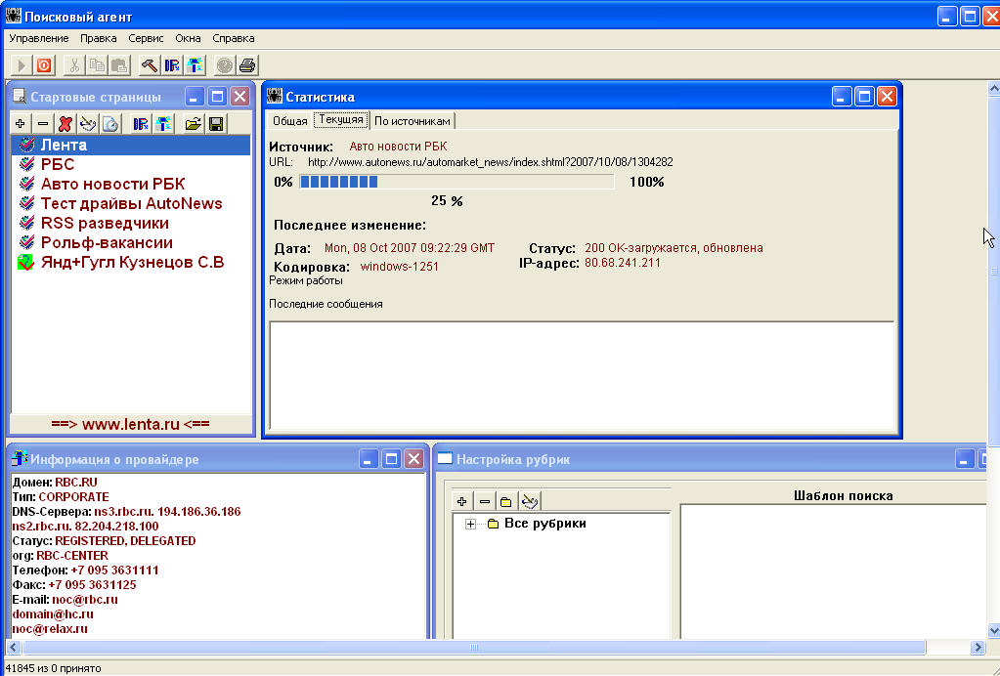 Поисковый агент
Управление Правка Сервис Окна Справка
Стартовые страницы
Лента
РБС
Авто новости РБК
Тест драйвы AutoNews
RSS разведчики
Рольф-вакансии
Янд+Гугл Кузнецов С.В
==> www.lenta.ru <==
Статистика
Общая Текущая По источникам
Источник: Авто новости РБК
URL: http://www.autonews.ru/automarket_news/index.shtml?2007/10/08/1304282
0% 100%
25 %
Последнее изменение:
Дата: Mon, 08 Oct 2007 09:22:29 GMT Статус: 200 OK-загружается, обновлена
Кодировка: windows-1251 IP-адрес: 80.68.241.211
Режим работы
Последние сообщения
Информация о провайдере
Домен: RBC.RU
Тип: CORPORATE
DNS-Сервера: ns3.rbc.ru. 194.186.36.186
ns2.rbc.ru. 82.204.218.100
Статус: REGISTERED, DELEGATED
org: RBC-CENTER
Телефон: +7 095 3631111
Факс: +7 095 3631125
E-mail: noc@rbc.ru
domain@hc.ru
noc@relax.ru
Настройка рубрик
Шаблон поиска
Все рубрики
41845 из 0 принято